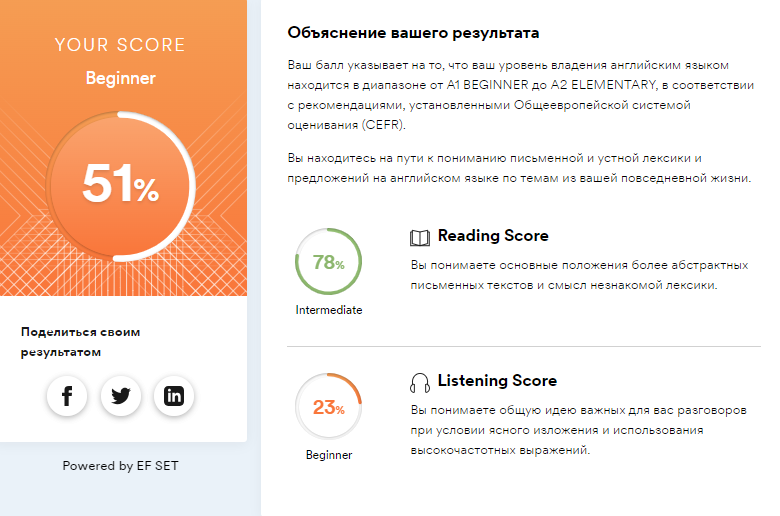 YOUR SCORE
Beginner
51%
Поделиться своим
результатом
Powered by EF SET
Объяснение вашего результата
Ваш балл указывает на то, что ваш уровень владения английским языком
находится в диапазоне от A1 BEGINNER до A2 ELEMENTARY, в соответствии
с рекомендациями, установленными Общеевропейской системой
оценивания (CEFR).
Вы находитесь на пути к пониманию письменной и устной лексики и
предложений на английском языке по темам из вашей повседневной жизни.
78%
Intermediate
Reading Score
Вы понимаете основные положения более абстрактных
письменных текстов и смысл незнакомой лексики.
23%
Beginner
Listening Score
Вы понимаете общую идею важных для вас разговоров
при условии ясного изложения и использования
высокочастотных выражений.